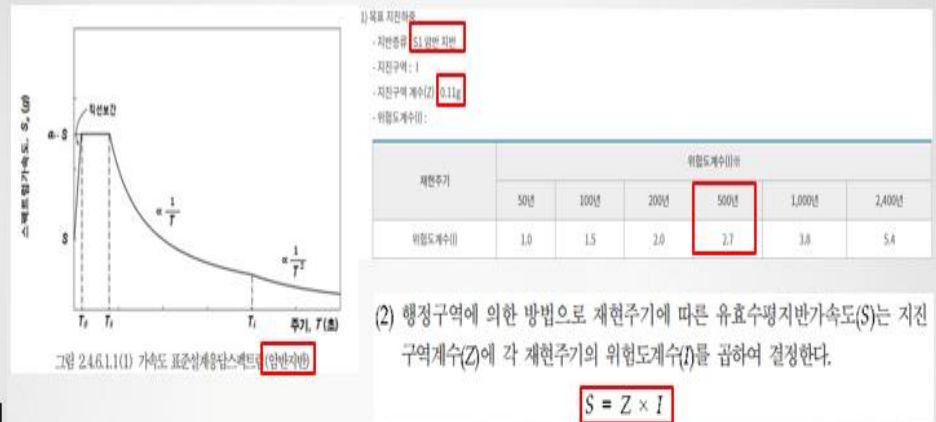 스펙트럼가속도, Sₐ (g)
직선보간
S
S
∝ 1/T
∝ 1/T²
주기, T(초)
그림 2.4.6.1.1(1) 가속도 표준설계응답스펙트럼(암반지반)
1) 목표 지진하중
- 지반종류 : S1 암반 지반
- 지진구역 : I
- 지진구역 계수(Z) : 0.11g
- 위험도계수(I) :
재현주기
위험도계수(I)※
50년 100년 200년 500년 1,000년 2,400년
위험도계수(I) 1.0 1.5 2.0 2.7 3.8 5.4
(2) 행정구역에 의한 방법으로 재현주기에 따른 유효수평지반가속도(S)는 지진
구역계수(Z)에 각 재현주기의 위험도계수(I)를 곱하여 결정한다.
S = Z × I